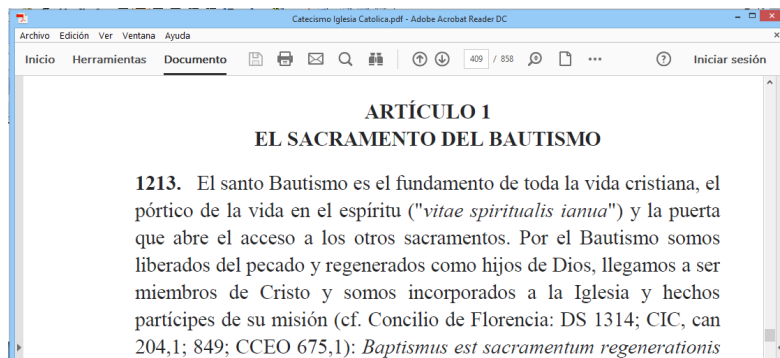 Catecismo Iglesia Catolica.pdf - Adobe Acrobat Reader DC
Archivo Edición Ver Ventana Ayuda
Inicio Herramientas Documento 409 / 858 Iniciar sesión
ARTÍCULO 1
EL SACRAMENTO DEL BAUTISMO
1213. El santo Bautismo es el fundamento de toda la vida cristiana, el
pórtico de la vida en el espíritu ("vitae spiritualis ianua") y la puerta
que abre el acceso a los otros sacramentos. Por el Bautismo somos
liberados del pecado y regenerados como hijos de Dios, llegamos a ser
miembros de Cristo y somos incorporados a la Iglesia y hechos
partícipes de su misión (cf. Concilio de Florencia: DS 1314; CIC, can
204,1; 849; CCEO 675,1): Baptismus est sacramentum regenerationis